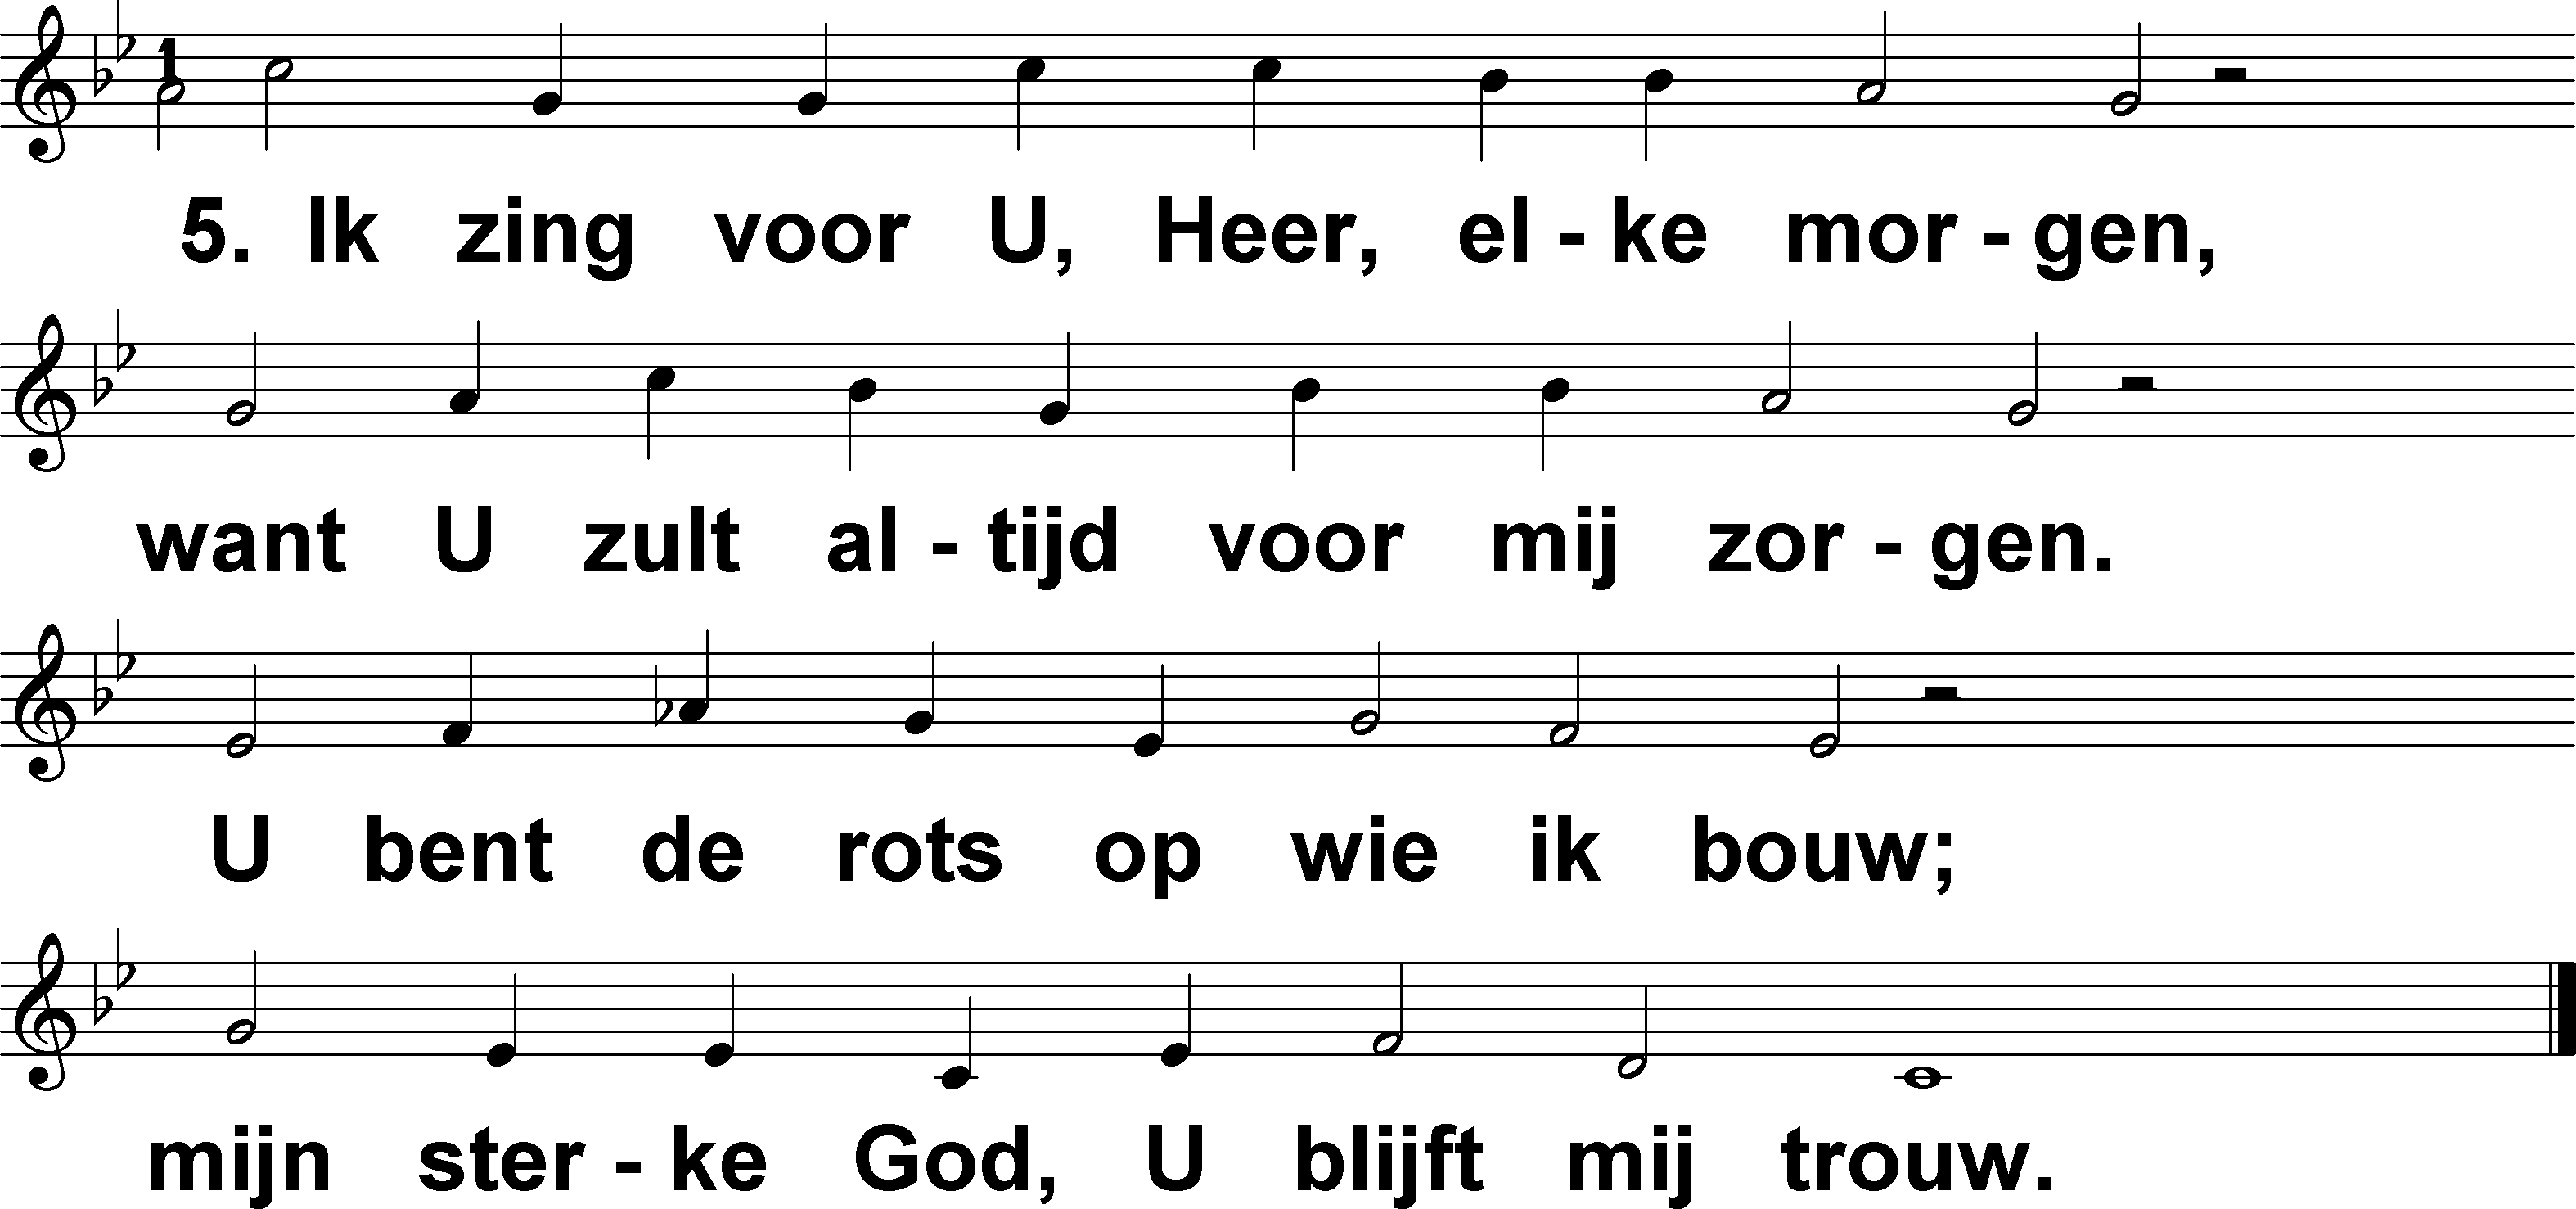 5. Ik zing voor U, Heer, el - ke mor - gen,
want U zult al - tijd voor mij zor - gen.
U bent de rots op wie ik bouw;
mijn ster - ke God, U blijft mij trouw.